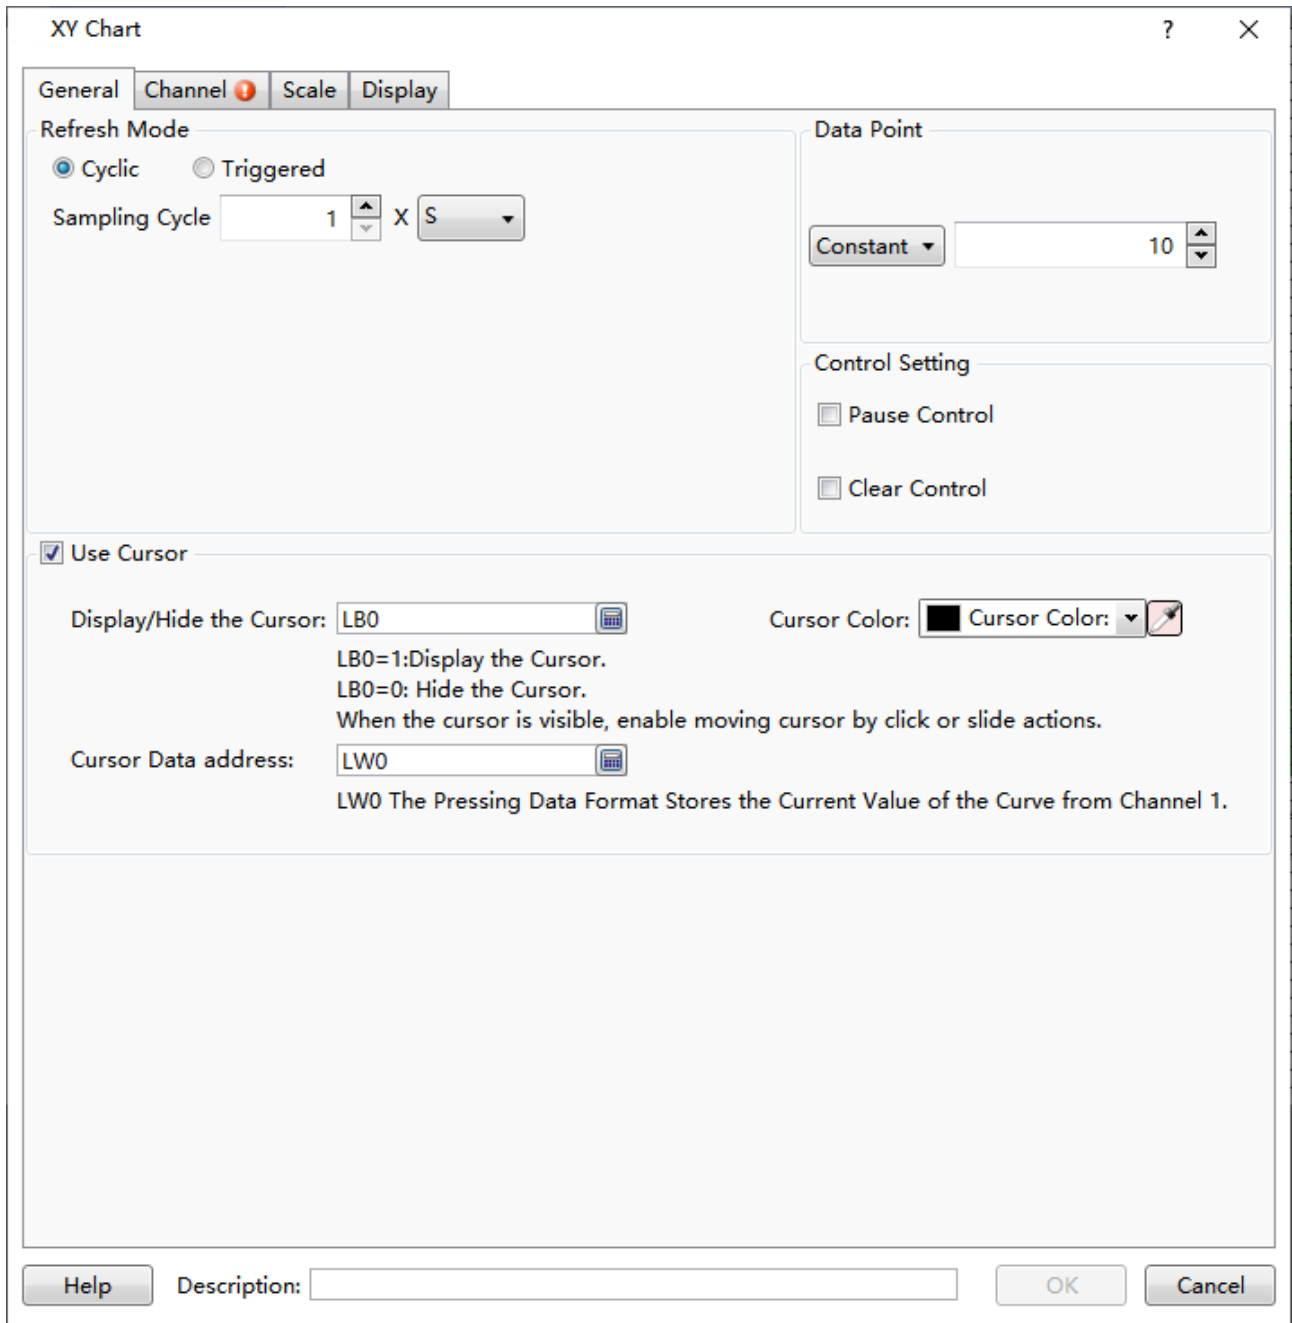 XY Chart
?
General Channel Scale Display
Refresh Mode
Cyclic Triggered
Sampling Cycle 1 X S
Data Point
Constant 10
Control Setting
Pause Control
Clear Control
Use Cursor
Display/Hide the Cursor: LB0
Cursor Color: Cursor Color:
LB0=1:Display the Cursor.
LB0=0: Hide the Cursor.
When the cursor is visible, enable moving cursor by click or slide actions.
Cursor Data address: LW0
LW0 The Pressing Data Format Stores the Current Value of the Curve from Channel 1.
Help Description: OK Cancel